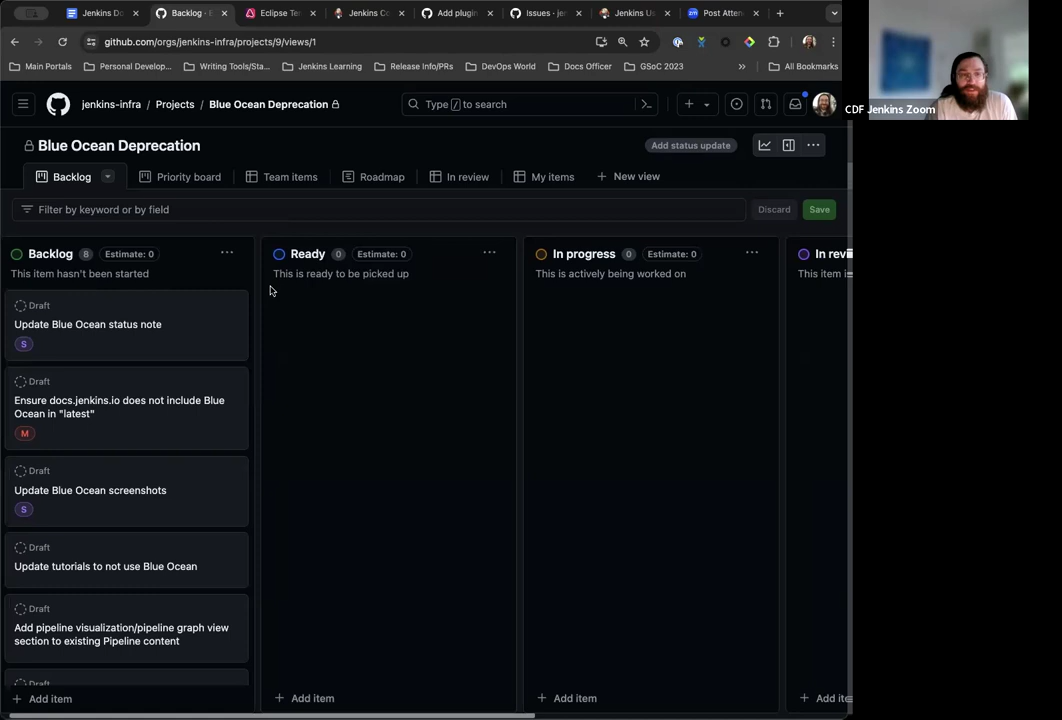 Jenkins Do
Backlog · B
Eclipse Ter
Jenkins Co
Add plugin
Issues · jen
Jenkins Us
Post Atten
github.com/orgs/jenkins-infra/projects/9/views/1
Main Portals
Personal Develop...
Writing Tools/Sta...
Jenkins Learning
Release Info/PRs
DevOps World
Docs Officer
GSoC 2023
»
All Bookmarks
jenkins-infra / Projects / Blue Ocean Deprecation
Type / to search
CDF Jenkins Zoom
Blue Ocean Deprecation
Add status update
Backlog
Priority board
Team items
Roadmap
In review
My items
New view
Filter by keyword or by field
Discard
Save
Backlog 8 Estimate: 0
This item hasn't been started
Draft
Update Blue Ocean status note
S
Draft
Ensure docs.jenkins.io does not include Blue
Ocean in "latest"
M
Draft
Update Blue Ocean screenshots
S
Draft
Update tutorials to not use Blue Ocean
Draft
Add pipeline visualization/pipeline graph view
section to existing Pipeline content
Draft
+ Add item
Ready 0 Estimate: 0
This is ready to be picked up
+ Add item
In progress 0 Estimate: 0
This is actively being worked on
+ Add item
In revi
This item i
+ Add ite